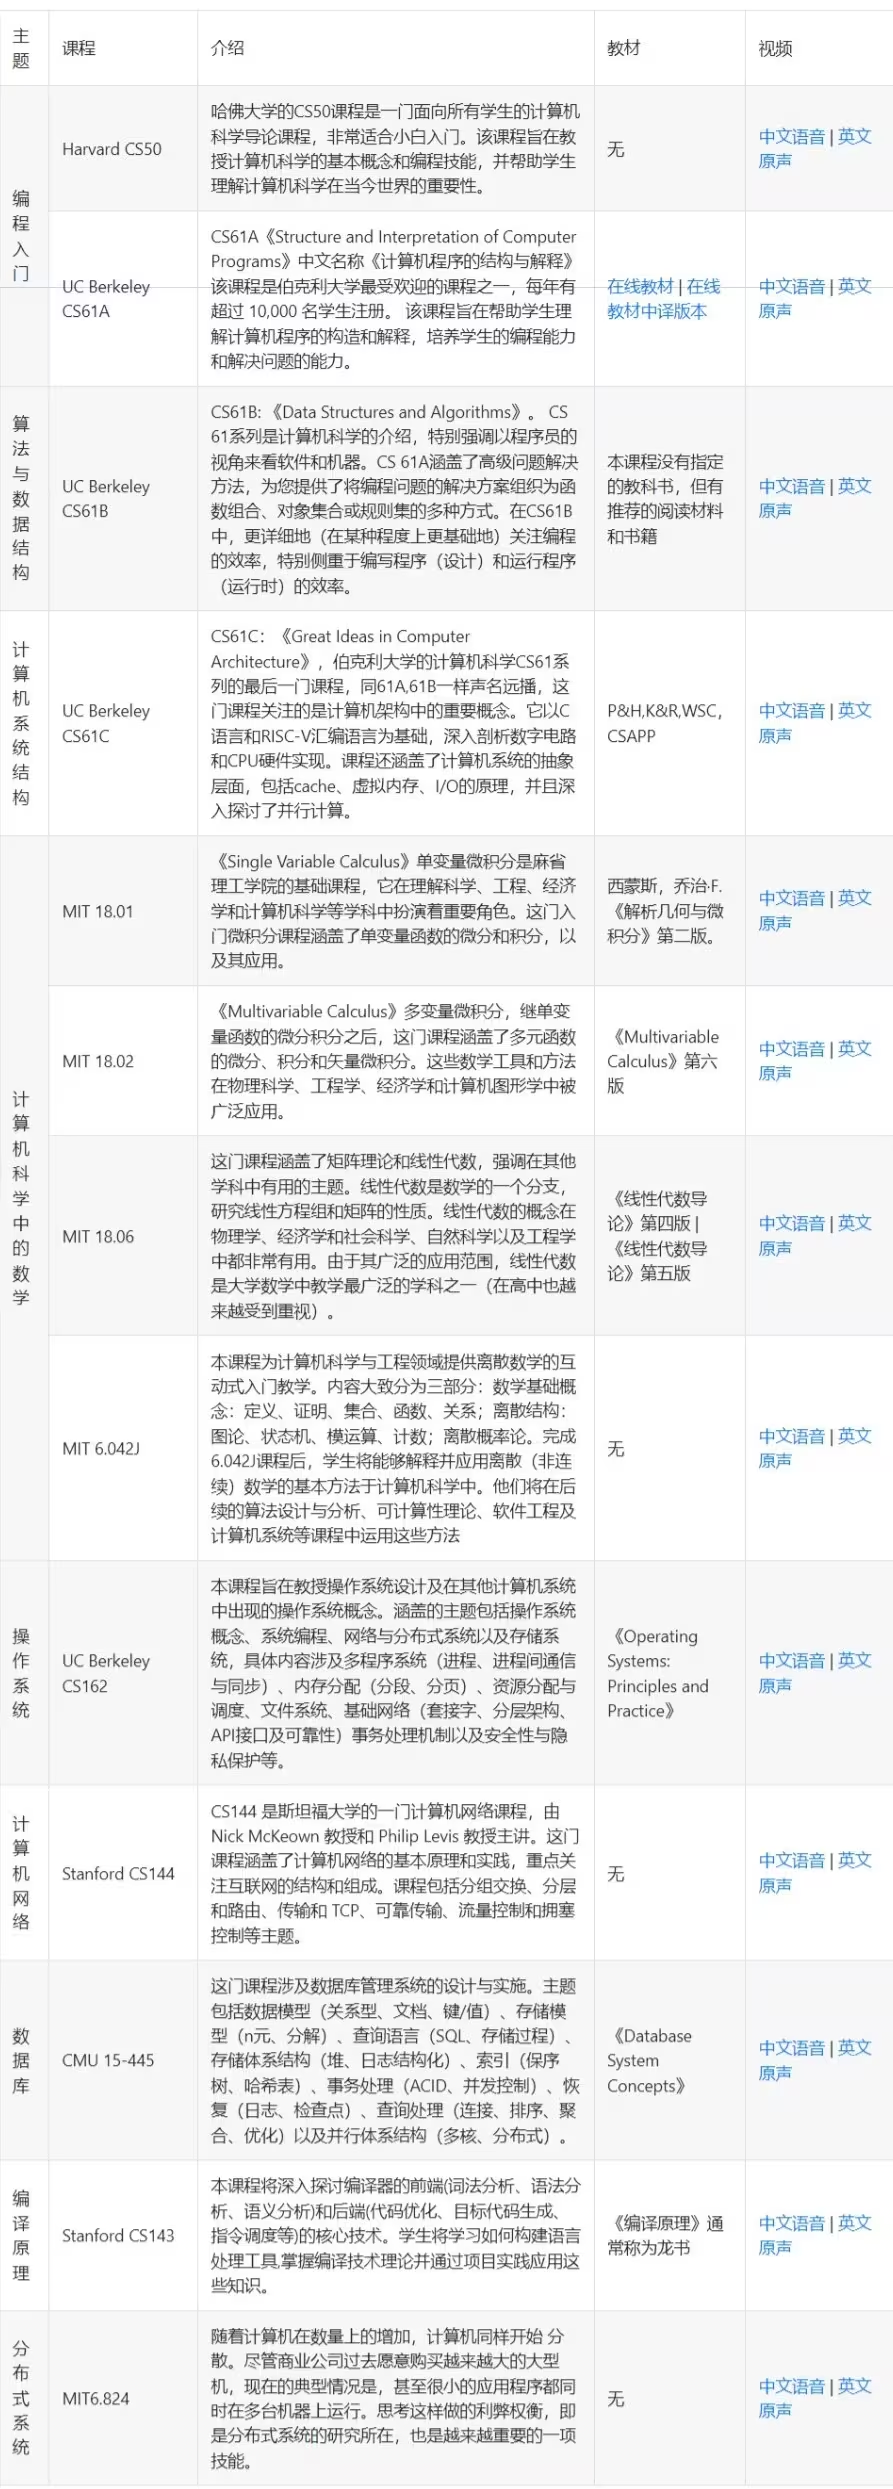 主
题
课程
介绍
教材
视频
编
程
入
门
Harvard CS50
哈佛大学的CS50课程是一门面向所有学生的计算机
科学导论课程，非常适合小白入门。该课程旨在教
授计算机科学的基本概念和编程技能，并帮助学生
理解计算机科学在当今世界的重要性。
无
中文语音 | 英文
原声
UC Berkeley
CS61A
CS61A《Structure and Interpretation of Computer
Programs》中文名称《计算机程序的结构与解释》
该课程是伯克利大学最受欢迎的课程之一，每年有
超过 10,000 名学生注册。 该课程旨在帮助学生理
解计算机程序的构造和解释，培养学生的编程能力
和解决问题的能力。
在线教材 | 在线
教材中译版本
中文语音 | 英文
原声
算
法
与
数
据
结
构
UC Berkeley
CS61B
CS61B: 《Data Structures and Algorithms》。 CS
61系列是计算机科学的介绍，特别强调以程序员的
视角来看软件和机器。CS 61A涵盖了高级问题解决
方法，为您提供了将编程问题的解决方案组织为函
数组合、对象集合或规则集的多种方式。在CS61B
中，更详细地（在某种程度上更基础地）关注编程
的效率，特别侧重于编写程序（设计）和运行程序
（运行时）的效率。
本课程没有指定
的教科书，但有
推荐的阅读材料
和书籍
中文语音 | 英文
原声
计
算
机
系
统
结
构
UC Berkeley
CS61C
CS61C： 《Great Ideas in Computer
Architecture》，伯克利大学的计算机科学CS61系
列的最后一门课程，同61A,61B一样声名远播，这
门课程关注的是计算机架构中的重要概念。它以C
语言和RISC-V汇编语言为基础，深入剖析数字电路
和CPU硬件实现。课程还涵盖了计算机系统的抽象
层面，包括cache、虚拟内存、I/O的原理，并且深
入探讨了并行计算。
P&H,K&R,WSC，
CSAPP
中文语音 | 英文
原声
计
算
机
科
学
中
的
数
学
MIT 18.01
《Single Variable Calculus》单变量微积分是麻省
理工学院的基础课程，它在理解科学、工程、经济
学和计算机科学等学科中扮演着重要角色。这门入
门微积分课程涵盖了单变量函数的微分和积分，以
及其应用。
西蒙斯，乔治·F.
《解析几何与微
积分》第二版。
中文语音 | 英文
原声
MIT 18.02
《Multivariable Calculus》多变量微积分，继单变
量函数的微分积分之后，这门课程涵盖了多元函数
的微分、积分和矢量微积分。这些数学工具和方法
在物理科学、工程学、经济学和计算机图形学中被
广泛应用。
《Multivariable
Calculus》第六
版
中文语音 | 英文
原声
MIT 18.06
这门课程涵盖了矩阵理论和线性代数，强调在其他
学科中有用的主题。线性代数是数学的一个分支，
研究线性方程组和矩阵的性质。线性代数的概念在
物理学、经济学和社会科学、自然科学以及工程学
中都非常有用。由于其广泛的应用范围，线性代数
是大学数学中教学最广泛的学科之一（在高中也越
来越受到重视）。
《线性代数导
论》第四版 |
《线性代数导
论》第五版
中文语音 | 英文
原声
MIT 6.042J
本课程为计算机科学与工程领域提供离散数学的互
动式入门教学。内容大致分为三部分：数学基础概
念：定义、证明、集合、函数、关系；离散结构：
图论、状态机、模运算、计数；离散概率论。完成
6.042J课程后，学生将能够解释并应用离散（非连
续）数学的基本方法于计算机科学中。他们将在后
续的算法设计与分析、可计算性理论、软件工程及
计算机系统等课程中运用这些方法
无
中文语音 | 英文
原声
操
作
系
统
UC Berkeley
CS162
本课程旨在教授操作系统设计及在其他计算机系统
中出现的操作系统概念。涵盖的主题包括操作系统
概念、系统编程、网络与分布式系统以及存储系
统，具体内容涉及多程序系统（进程、进程间通信
与同步）、内存分配（分段、分页）、资源分配与
调度、文件系统、基础网络（套接字、分层架构、
API接口及可靠性）事务处理机制以及安全性与隐
私保护等。
《Operating
Systems:
Principles and
Practice》
中文语音 | 英文
原声
计
算
机
网
络
Stanford CS144
CS144 是斯坦福大学的一门计算机网络课程，由
Nick McKeown 教授和 Philip Levis 教授主讲。这门
课程涵盖了计算机网络的基本原理和实践，重点关
注互联网的结构和组成。课程包括分组交换、分层
和路由、传输和 TCP、可靠传输、流量控制和拥塞
控制等主题。
无
中文语音 | 英文
原声
数
据
库
CMU 15-445
这门课程涉及数据库管理系统的设计与实施。主题
包括数据模型（关系型、文档、键/值）、存储模
型（n元、分解）、查询语言（SQL、存储过程）、
存储体系结构（堆、日志结构化）、索引（保序
树、哈希表）、事务处理（ACID、并发控制）、恢
复（日志、检查点）、查询处理（连接、排序、聚
合、优化）以及并行体系结构（多核、分布式）。
《Database
System
Concepts》
中文语音 | 英文
原声
编
译
原
理
Stanford CS143
本课程将深入探讨编译器的前端(词法分析、语法分
析、语义分析)和后端(代码优化、目标代码生成、
指令调度等)的核心技术。学生将学习如何构建语言
处理工具,掌握编译技术理论并通过项目实践应用这
些知识。
《编译原理》通
常称为龙书
中文语音 | 英文
原声
分
布
式
系
统
MIT6.824
随着计算机在数量上的增加，计算机同样开始 分
散。尽管商业公司过去愿意购买越来越大的大型
机，现在的典型情况是，甚至很小的应用程序都同
时在多台机器上运行。思考这样做的利弊权衡，即
是分布式系统的研究所在，也是越来越重要的一项
技能。
无
中文语音 | 英文
原声